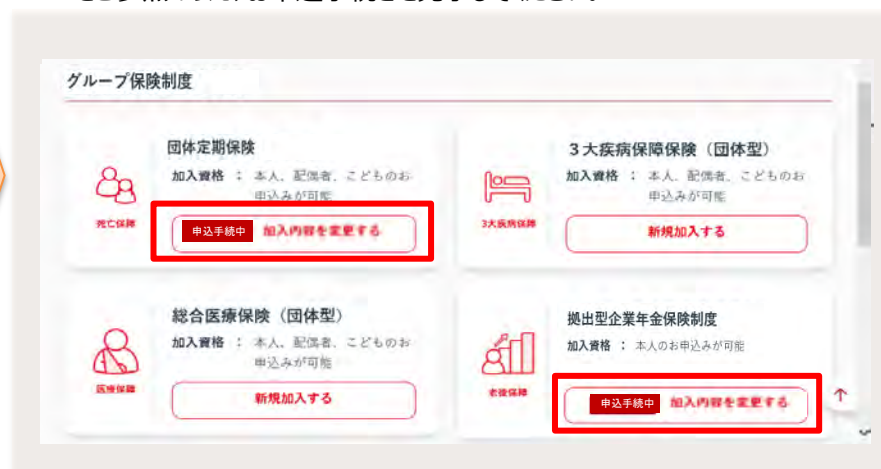 グループ保険制度
団体定期保険
加入資格 : 本人、配偶者、こどものお
申込みが可能
死亡保障
申込手続中 加入内容を変更する
3大疾病保障保険(団体型)
加入資格 : 本人、配偶者、こどものお
申込みが可能
3大疾病保障
新規加入する
総合医療保険(団体型)
加入資格 : 本人、配偶者、こどものお
申込みが可能
医療保障
新規加入する
拠出型企業年金保険制度
加入資格 : 本人のお申込みが可能
老後保障
申込手続中 加入内容を変更する